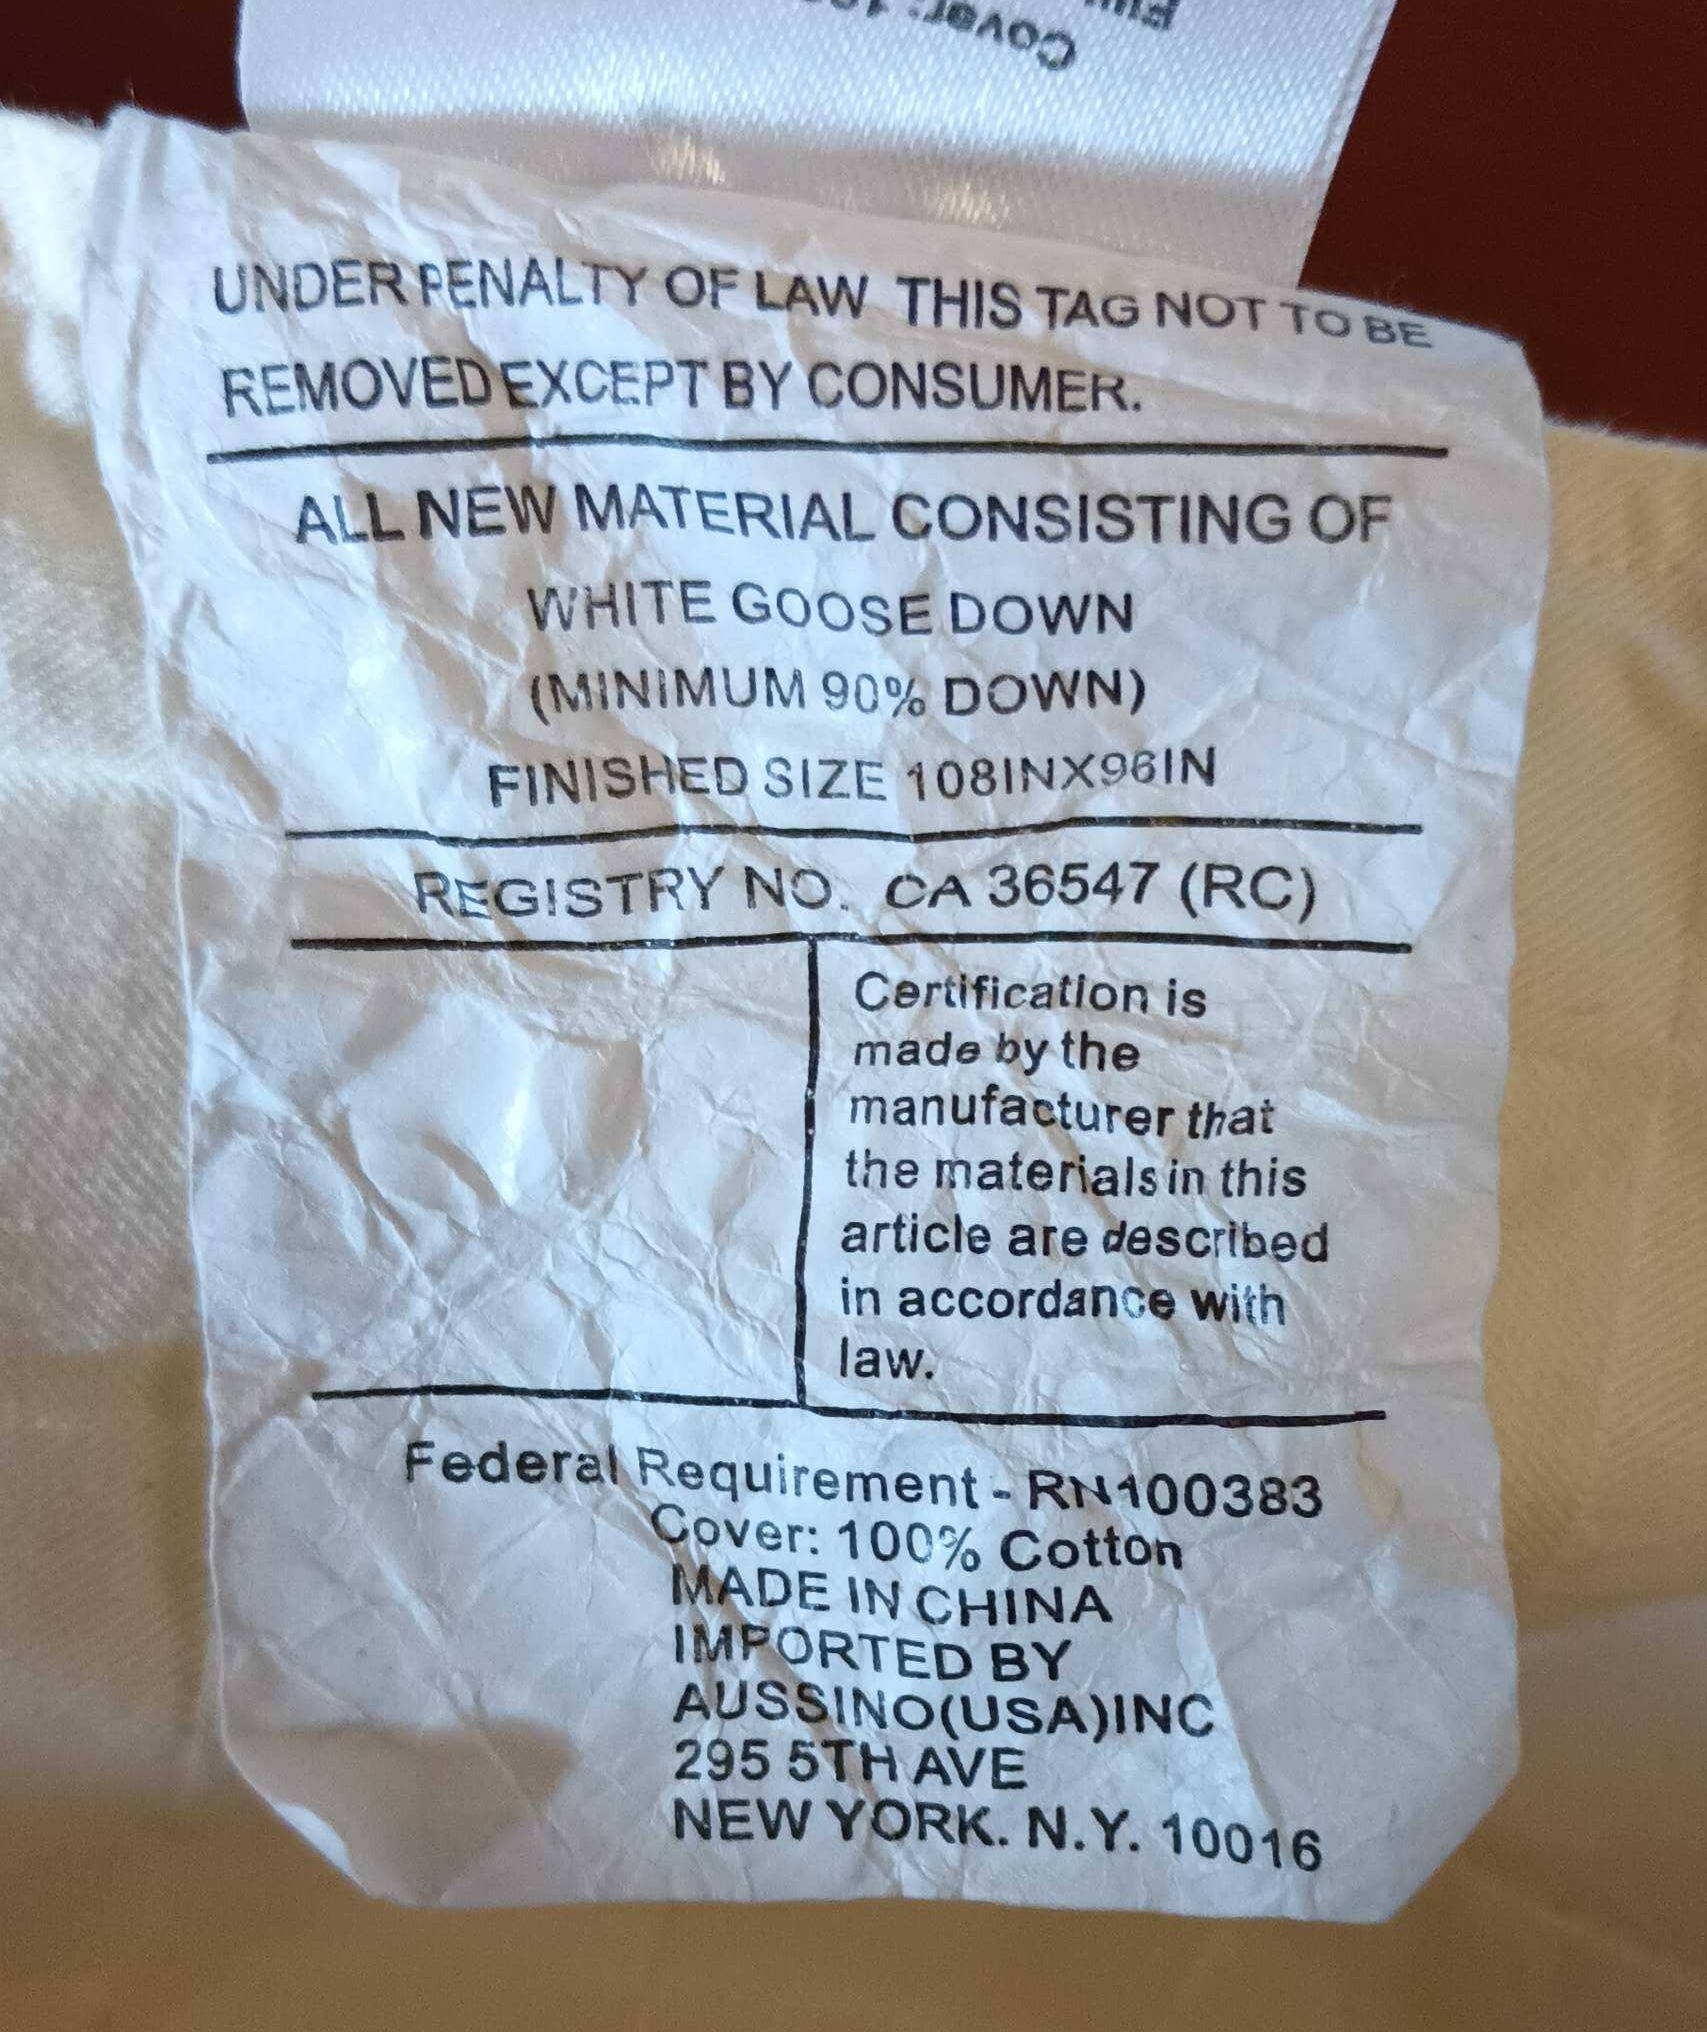 Cover:
UNDER PENALTY OF LAW THIS TAG NOT TO BE
REMOVED EXCEPT BY CONSUMER.
ALL NEW MATERIAL CONSISTING OF
WHITE GOOSE DOWN
(MINIMUM 90% DOWN)
FINISHED SIZE 108INX96IN
REGISTRY NO. CA 36547 (RC)
Certification is
made by the
manufacturer that
the materials in this
article are described
in accordance with
law.
Federal Requirement - RN100383
Cover: 100% Cotton
MADE IN CHINA
IMPORTED BY
AUSSINO(USA)INC
295 5TH AVE
NEW YORK. N.Y. 10016